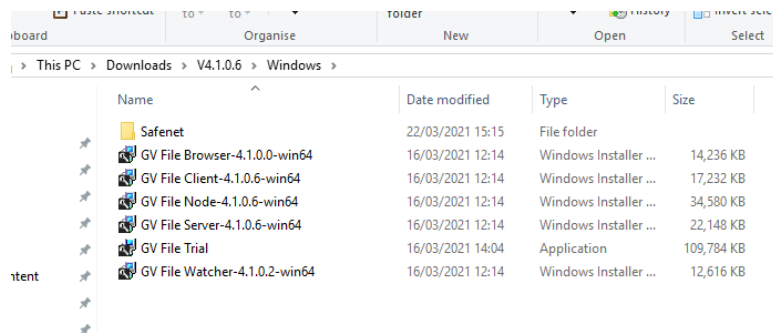 Paste shortcut to to folder History Invert sele
board Organise New Open Select
This PC > Downloads > V4.1.0.6 > Windows >
Name Date modified Type Size
Safenet 22/03/2021 15:15 File folder
GV File Browser-4.1.0.0-win64 16/03/2021 12:14 Windows Installer ... 14,236 KB
GV File Client-4.1.0.6-win64 16/03/2021 12:14 Windows Installer ... 17,232 KB
GV File Node-4.1.0.6-win64 16/03/2021 12:14 Windows Installer ... 34,580 KB
GV File Server-4.1.0.6-win64 16/03/2021 12:14 Windows Installer ... 22,148 KB
GV File Trial 16/03/2021 14:04 Application 109,784 KB
GV File Watcher-4.1.0.2-win64 16/03/2021 12:14 Windows Installer ... 12,616 KB
ntent